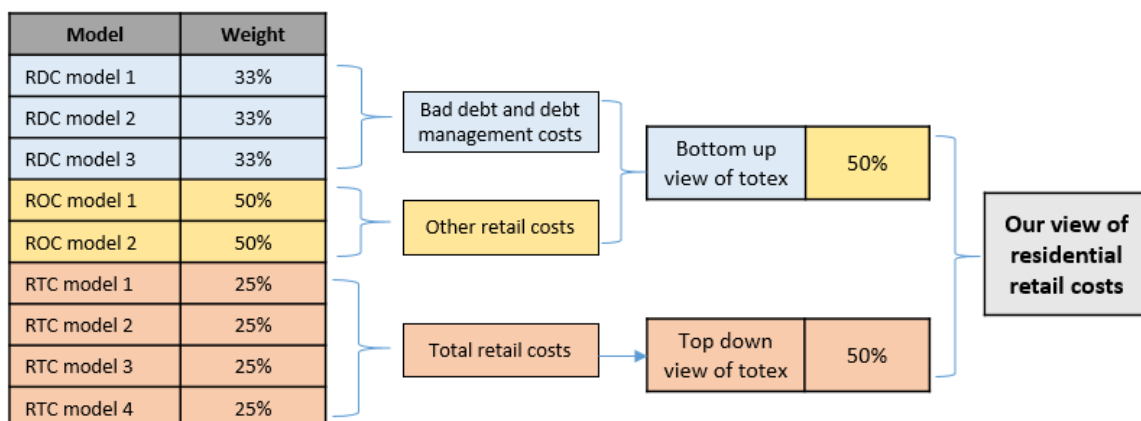 Model Weight
RDC model 1 33%
RDC model 2 33%
RDC model 3 33%
ROC model 1 50%
ROC model 2 50%
RTC model 1 25%
RTC model 2 25%
RTC model 3 25%
RTC model 4 25%
Bad debt and debt
management costs
Other retail costs
Total retail costs
Bottom up
view of totex
50%
Top down
view of totex
50%
Our view of
residential
retail costs